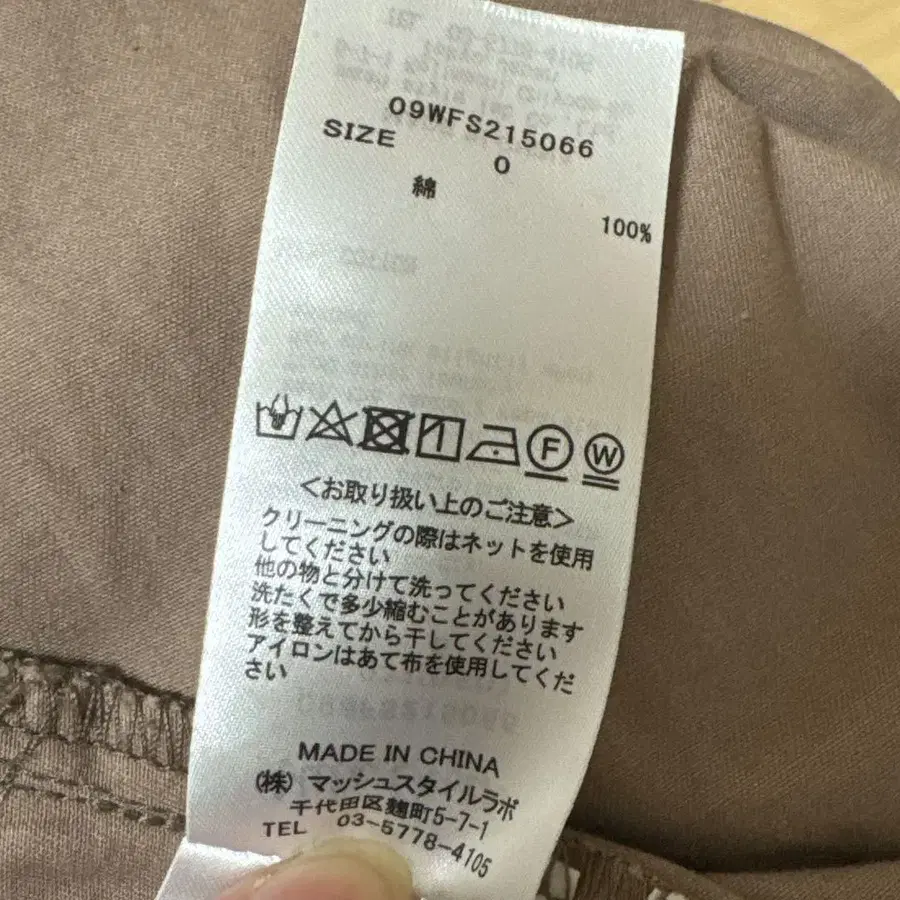 09WFS215066
SIZE 0
綿 100%
F W
<お取り扱い上のご注意>
クリーニングの際はネットを使用
してください
他の物と分けて洗ってください
洗たくで多少縮むことがあります
形を整えてから干してください
アイロンはあて布を使用してくだ
さい
MADE IN CHINA
(株) マッシュスタイルラボ
千代田区麹町5-7-1
TEL 03-5778-4105